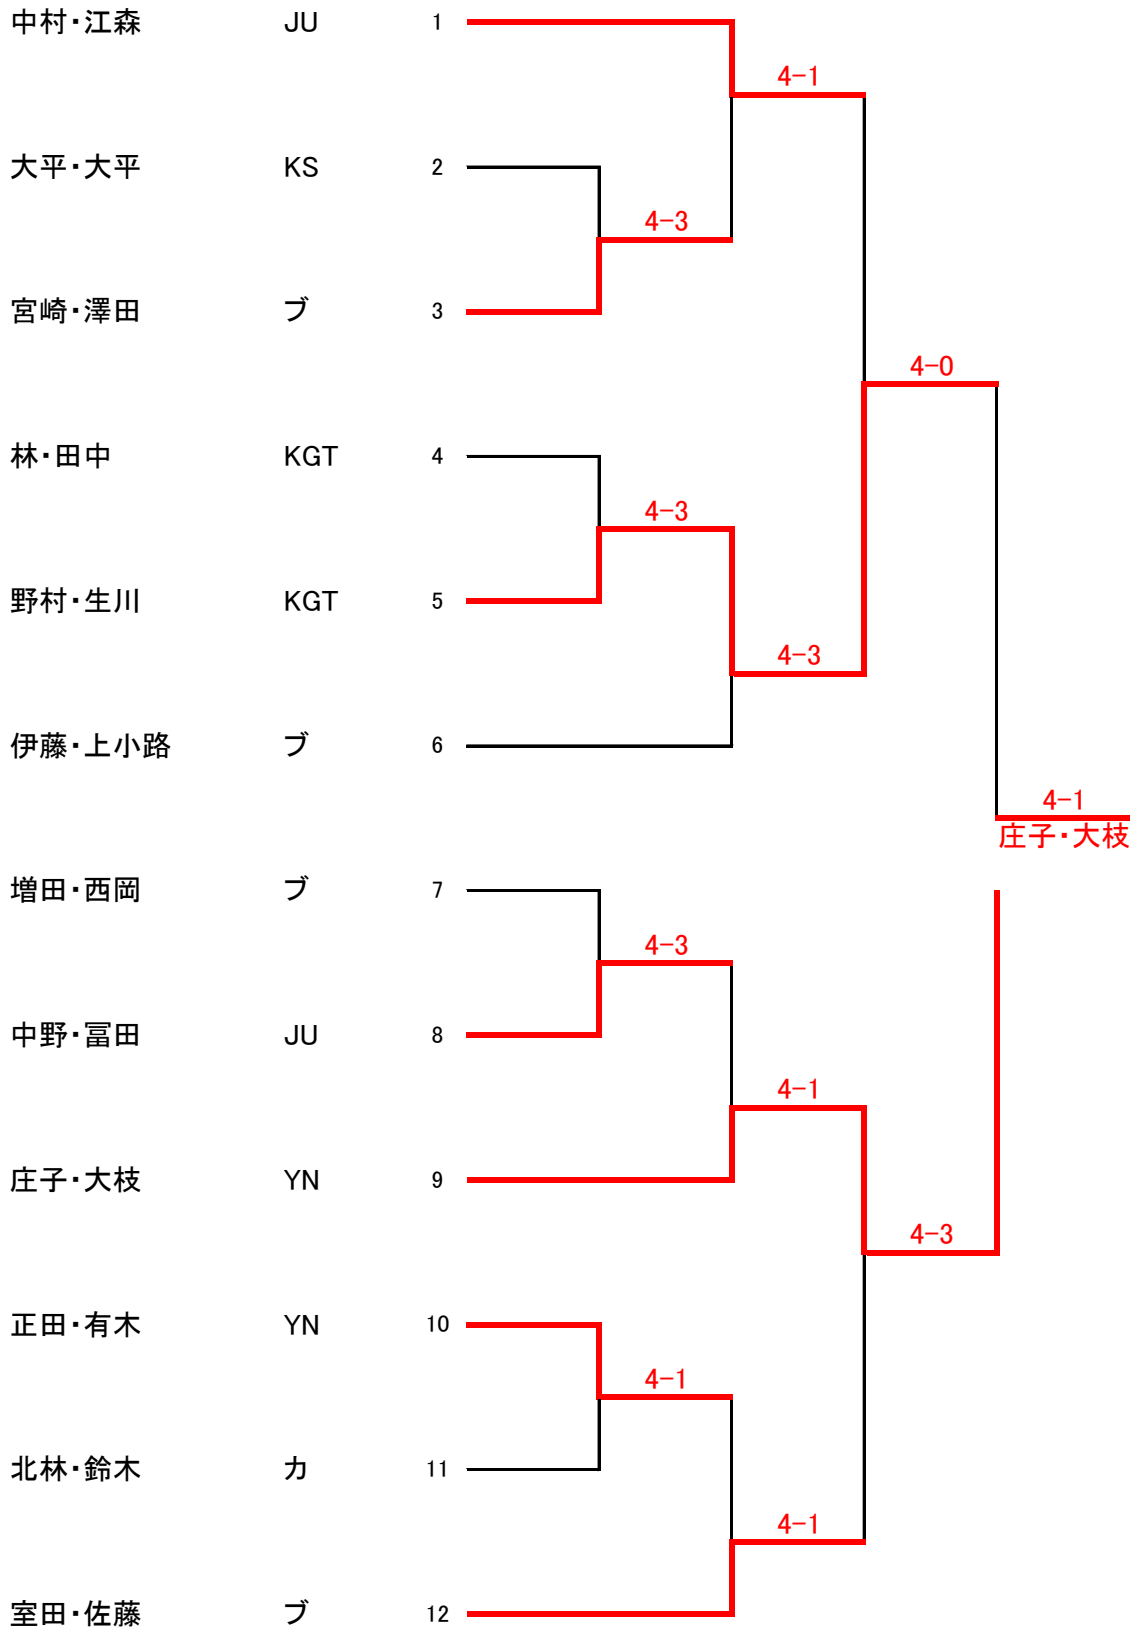 中村・江森 JU 1
4-1
大平・大平 KS 2
4-3
宮崎・澤田 ブ 3
4-0
林・田中 KGT 4
4-3
野村・生川 KGT 5
4-3
伊藤・上小路 ブ 6
4-1
庄子・大枝
増田・西岡 ブ 7
4-3
中野・冨田 JU 8
4-1
庄子・大枝 YN 9
4-3
正田・有木 YN 10
4-1
北林・鈴木 カ 11
4-1
室田・佐藤 ブ 12